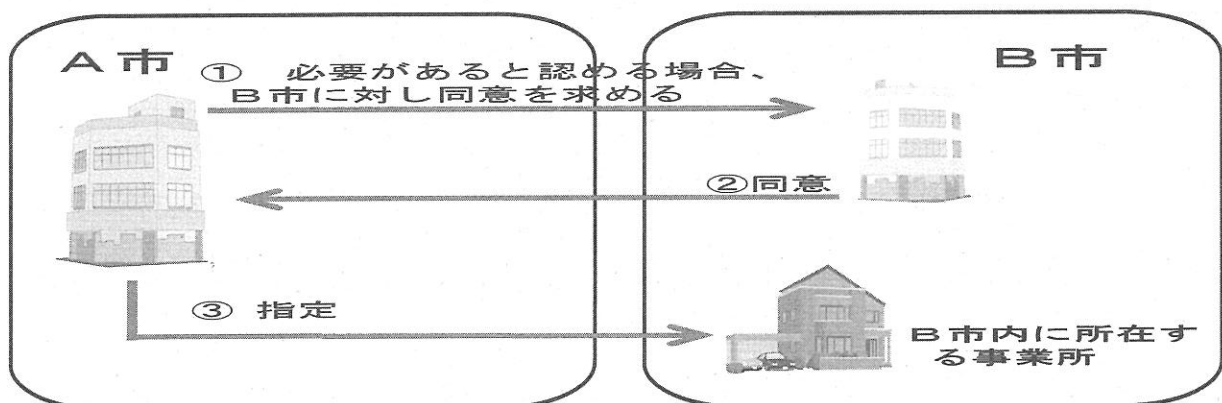 A市
B市
① 必要があると認める場合、
B市に対し同意を求める
②同意
③ 指定
B市内に所在す
る事業所